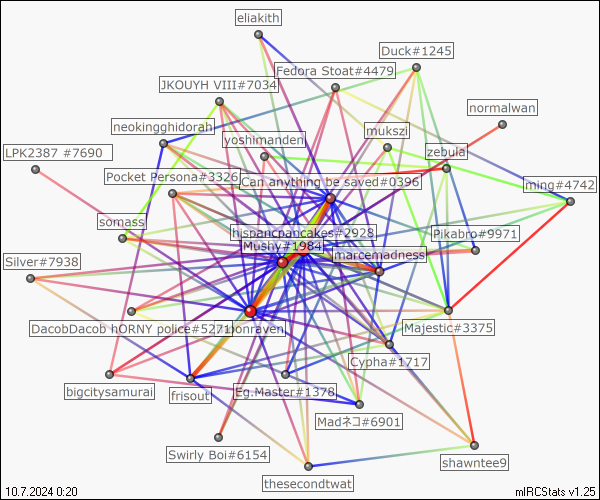 eliakith
Duck#1245
Fedora Stoat#4479
JKOUYH VIII#7034
normalwan
neokingghidorah
mukszi
yoshimanden
LPK2387 #7690
zebula
Pocket Persona#3326
Can anything be saved#0396
ming#4742
somass
hispancpancakes#2928
Pikabro#9971
Mushy#1984
marcemadness
Silver#7938
DacobDacob hORNY police#5271
bonraven
Majestic#3375
Cypha#1717
bigcitysamurai
frisout
Eg.Master#1378
Madネコ#6901
Swirly Boi#6154
shawntee9
thesecondtwat
10.7.2024 0:20
mIRCStats v1.25